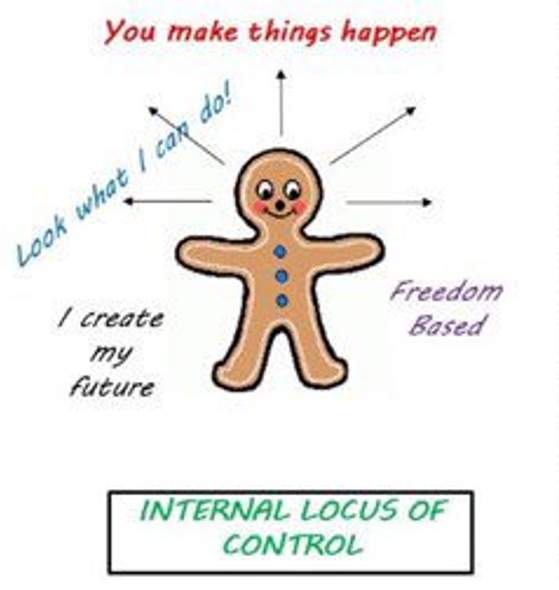 You make things happen
Look what I can do!
I create
my
future
Freedom
Based
INTERNAL LOCUS OF
CONTROL